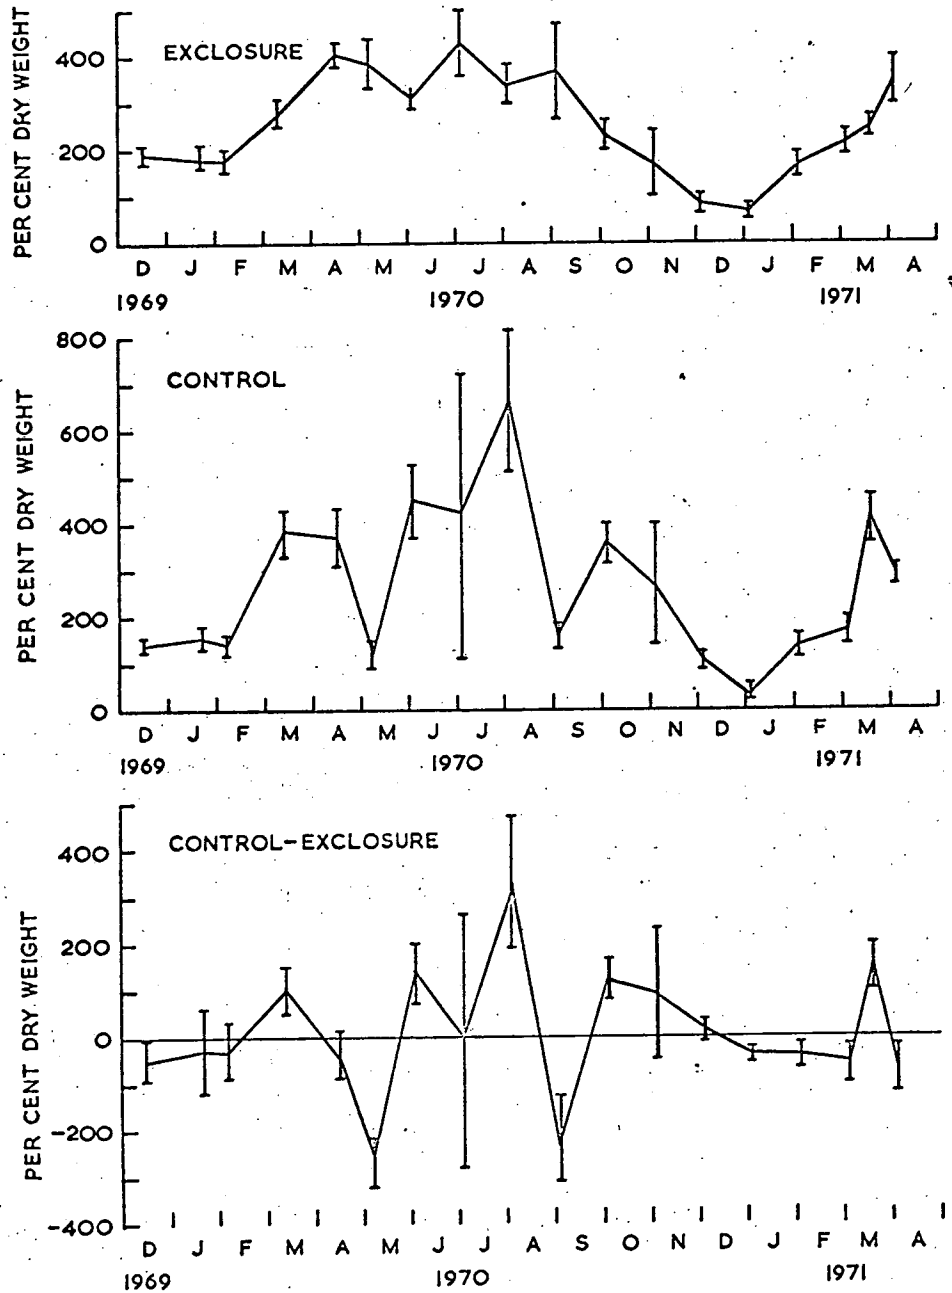 EXCLOSURE
PER CENT DRY WEIGHT
400
200
0
D J F M A M J J A S O N D J F M A
1969 1970 1971
CONTROL
PER CENT DRY WEIGHT
800
600
400
200
0
D J F M A M J J A S O N D J F M A
1969 1970 1971
CONTROL-EXCLOSURE
PER CENT DRY WEIGHT
400
200
0
-200
-400
D J F M A M J J A S O N D J F M A
1969 1970 1971